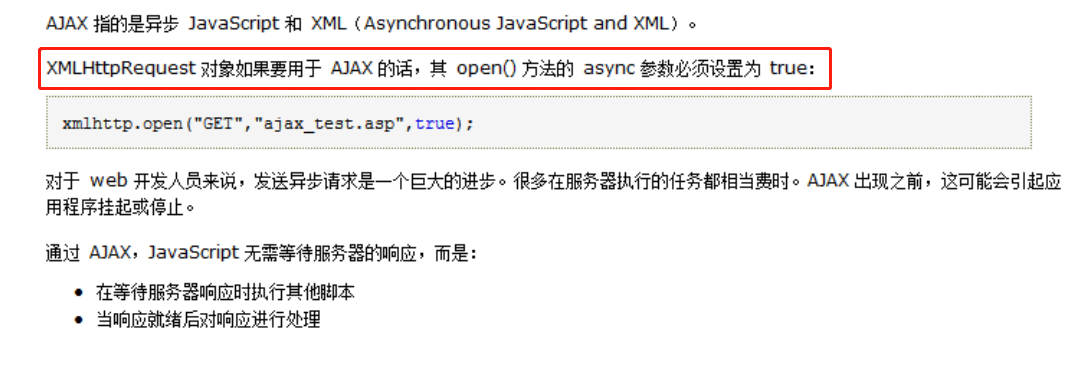 AJAX 指的是异步 JavaScript 和 XML（Asynchronous JavaScript and XML）。
XMLHttpRequest 对象如果要用于 AJAX 的话，其 open() 方法的 async 参数必须设置为 true：
xmlhttp.open("GET","ajax_test.asp",true);
对于 web 开发人员来说，发送异步请求是一个巨大的进步。很多在服务器执行的任务都相当费时。AJAX 出现之前，这可能会引起应
用程序挂起或停止。
通过 AJAX，JavaScript 无需等待服务器的响应，而是：
• 在等待服务器响应时执行其他脚本
• 当响应就绪后对响应进行处理